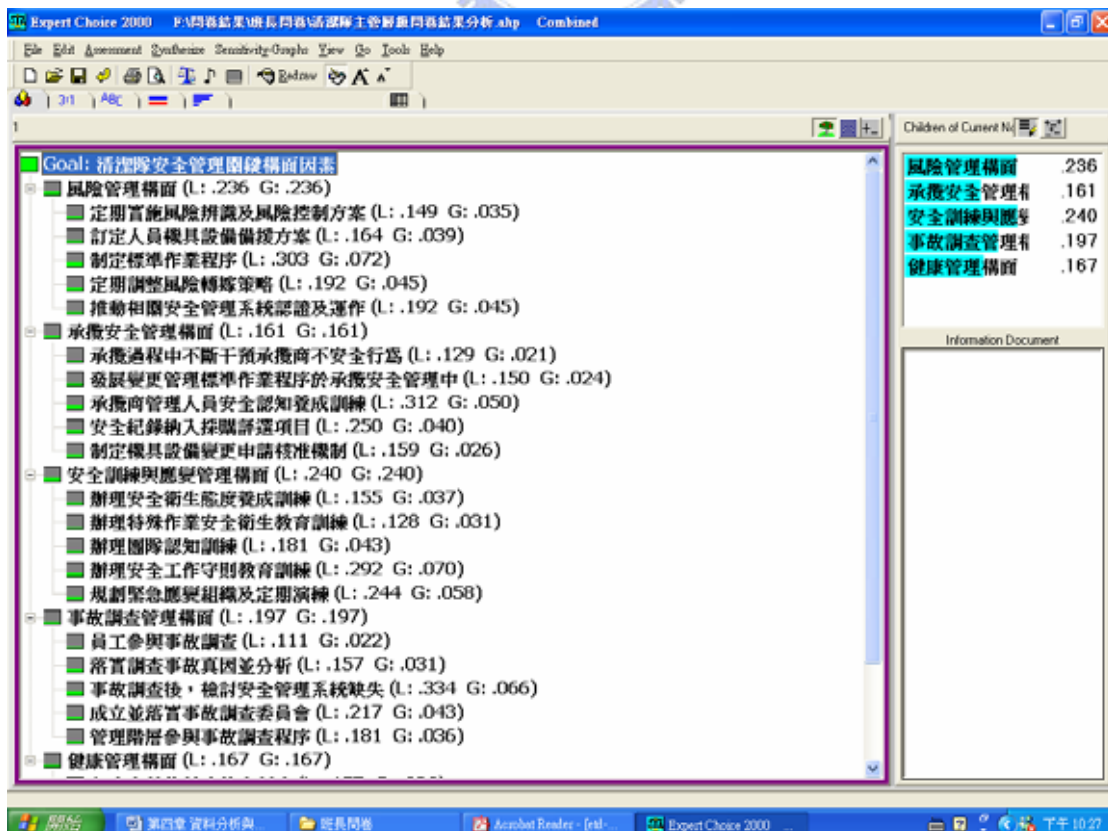 Expert Choice 2000 F:\問卷結果\班長問卷\清潔隊主管層級問卷結果分析.ahp Combined
File Edit Assessment Synthesize Sensitivity-Graphs View Go Tools Help
Redraw A A
3:1 ABC
1
Children of Current No
Goal: 清潔隊安全管理關鍵構面因素
風險管理構面 (L: .236 G: .236)
定期實施風險辨識及風險控制方案 (L: .149 G: .035)
訂定人員機具設備備援方案 (L: .164 G: .039)
制定標準作業程序 (L: .303 G: .072)
定期調整風險轉嫁策略 (L: .192 G: .045)
推動相關安全管理系統認證及運作 (L: .192 G: .045)
承攬安全管理構面 (L: .161 G: .161)
承攬過程中不斷干預承攬商不安全行為 (L: .129 G: .021)
發展變更管理標準作業程序於承攬安全管理中 (L: .150 G: .024)
承攬商管理人員安全認知養成訓練 (L: .312 G: .050)
安全紀錄納入採購評選項目 (L: .250 G: .040)
制定機具設備變更申請核准機制 (L: .159 G: .026)
安全訓練與應變管理構面 (L: .240 G: .240)
辦理安全衛生態度養成訓練 (L: .155 G: .037)
辦理特殊作業安全衛生教育訓練 (L: .128 G: .031)
辦理團隊認知訓練 (L: .181 G: .043)
辦理安全工作守則教育訓練 (L: .292 G: .070)
規劃緊急應變組織及定期演練 (L: .244 G: .058)
事故調查管理構面 (L: .197 G: .197)
員工參與事故調查 (L: .111 G: .022)
落實調查事故真因並分析 (L: .157 G: .031)
事故調查後，檢討安全管理系統缺失 (L: .334 G: .066)
成立並落實事故調查委員會 (L: .217 G: .043)
管理階層參與事故調查程序 (L: .181 G: .036)
健康管理構面 (L: .167 G: .167)
風險管理構面 .236
承攬安全管理 .161
安全訓練與應 .240
事故調查管理 .197
健康管理構面 .167
Information Document
開始 第四章 資料分析與... 班長問卷 Acrobat Reader - [etd-... Expert Choice 2000 ... 下午 10:27